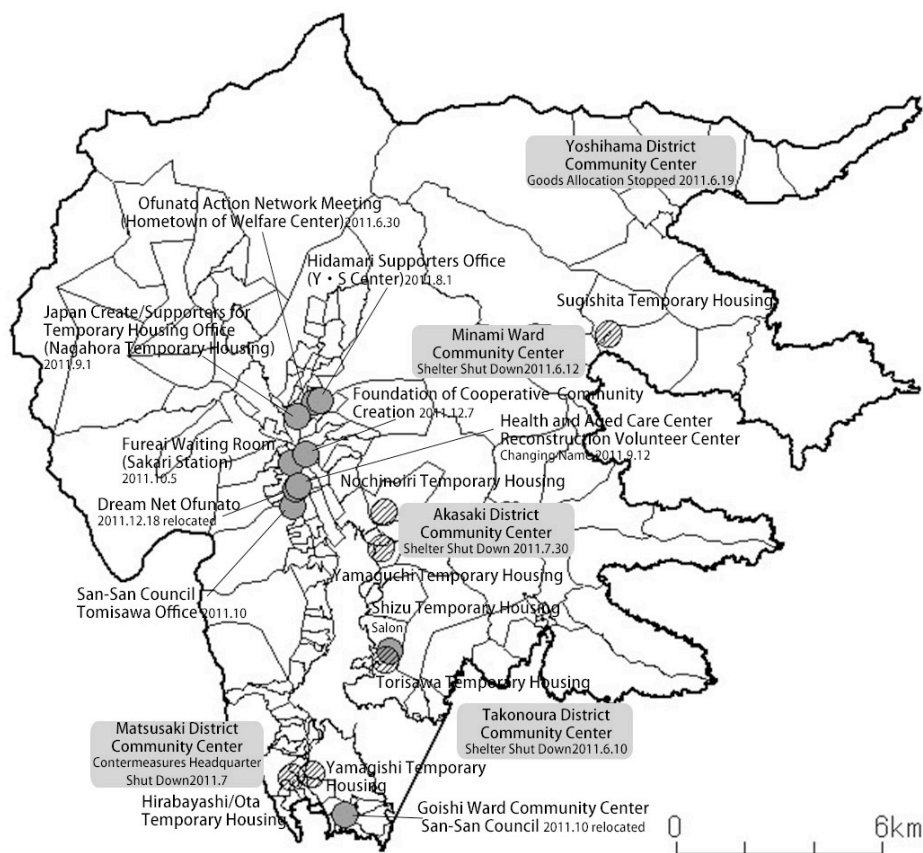 Yoshihama District
Community Center
Goods Allocation Stopped 2011.6.19
Ofunato Action Network Meeting
(Hometown of Welfare Center)2011.6.30
Hidamari Supporters Office
(Y・S Center)2011.8.1
Sugishita Temporary Housing
Japan Create/Supporters for
Temporary Housing Office
(Nagahora Temporary Housing)
2011.9.1
Minami Ward
Community Center
Shelter Shut Down2011.6.12
Foundation of Cooperative Community
Creation 2011.12.7
Health and Aged Care Center
Reconstruction Volunteer Center
Changing Name 2011.9.12
Fureai Waiting Room
(Sakari Station)
2011.10.5
Nochinoiri Temporary Housing
Dream Net Ofunato
2011.12.18 relocated
Akasaki District
Community Center
Shelter Shut Down 2011.7.30
Yamaguchi Temporary Housing
San-San Council
Tomisawa Office 2011.10
Shizu Temporary Housing
Salon
Torisawa Temporary Housing
Takonoura District
Community Center
Shelter Shut Down2011.6.10
Matsusaki District
Community Center
Contermeasures Headquarter
Shut Down2011.7
Yamagishi Temporary
Housing
Hirabayashi/Ota
Temporary Housing
Goishi Ward Community Center
San-San Council 2011.10 relocated
0 6km